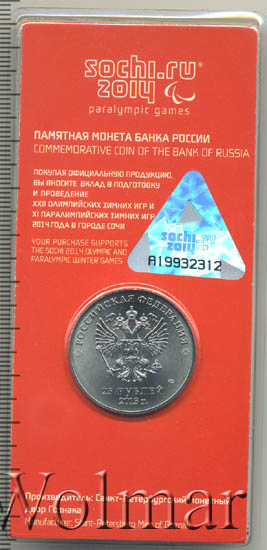 sochi.ru
2014
paralympic games
ПАМЯТНАЯ МОНЕТА БАНКА РОССИИ
COMMEMORATIVE COIN OF THE BANK OF RUSSIA
ПОКУПАЯ ОФИЦИАЛЬНУЮ ПРОДУКЦИЮ,
ВЫ ВНОСИТЕ ВКЛАД В ПОДГОТОВКУ
И ПРОВЕДЕНИЕ
XXII ОЛИМПИЙСКИХ ЗИМНИХ ИГР И
XI ПАРАЛИМПИЙСКИХ ЗИМНИХ ИГР
2014 ГОДА В ГОРОДЕ СОЧИ
YOUR PURCHASE SUPPORTS
THE SOCHI 2014 OLYMPIC AND
PARALYMPIC WINTER GAMES
sochi.ru
2014
A19932312
РОССИЙСКАЯ ФЕДЕРАЦИЯ
25 РУБЛЕЙ
Wolmar
Производитель: Санкт-Петербургский монетный
двор Гознака
Manufacturer: Saint-Petersburg Mint of Goznak